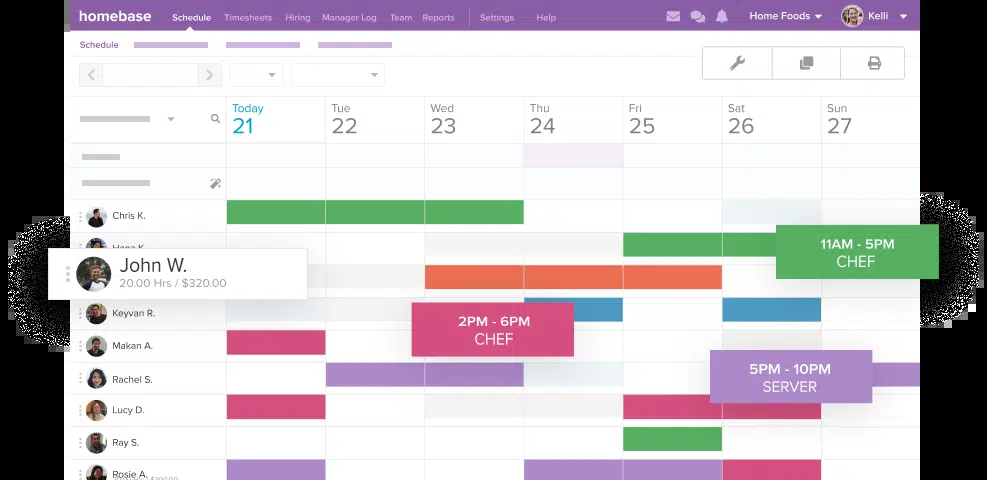 homebase Schedule Timesheets Hiring Manager Log Team Reports Settings Help Home Foods Kelli
Schedule
Today Tue Wed Thu Fri Sat Sun
21 22 23 24 25 26 27
Chris K.
Hana K.
11AM - 5PM
CHEF
John W.
20.00 Hrs / $320.00
Keyvan R.
2PM - 6PM
CHEF
Makan A.
Rachel S.
5PM - 10PM
SERVER
Lucy D.
Ray S.
Rosie A.